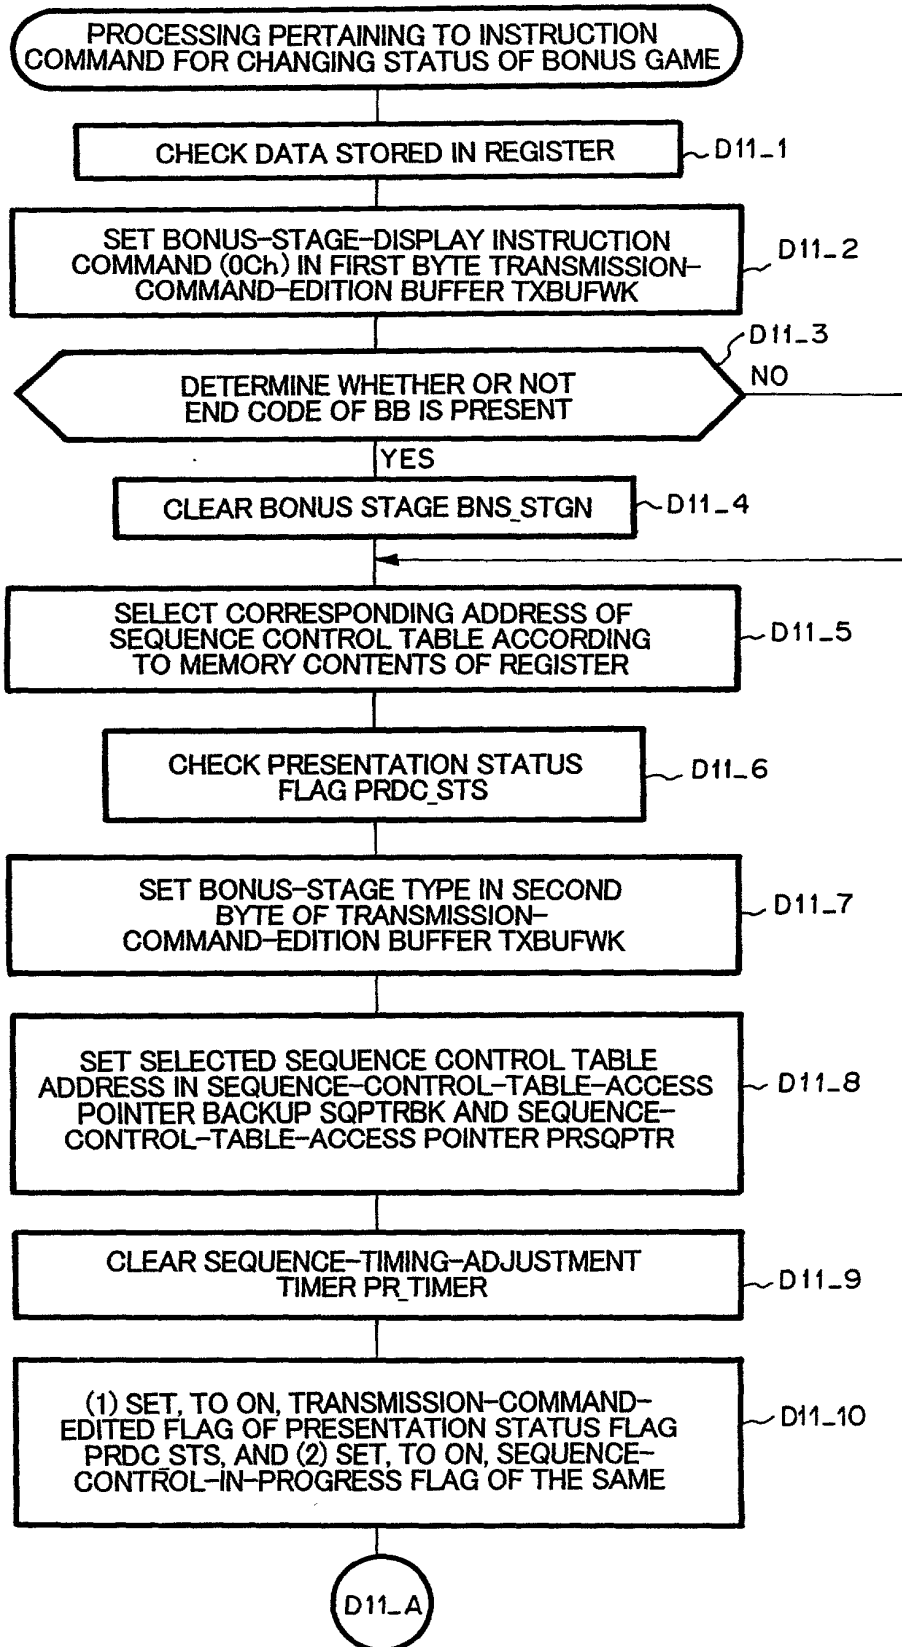 PROCESSING PERTAINING TO INSTRUCTION
COMMAND FOR CHANGING STATUS OF BONUS GAME
CHECK DATA STORED IN REGISTER
D11_1
SET BONUS-STAGE-DISPLAY INSTRUCTION
COMMAND (0Ch) IN FIRST BYTE TRANSMISSION-
COMMAND-EDITION BUFFER TXBUFWK
D11_2
D11_3
DETERMINE WHETHER OR NOT
END CODE OF BB IS PRESENT
NO
YES
CLEAR BONUS STAGE BNS_STGN
D11_4
SELECT CORRESPONDING ADDRESS OF
SEQUENCE CONTROL TABLE ACCORDING
TO MEMORY CONTENTS OF REGISTER
D11_5
CHECK PRESENTATION STATUS
FLAG PRDC_STS
D11_6
SET BONUS-STAGE TYPE IN SECOND
BYTE OF TRANSMISSION-
COMMAND-EDITION BUFFER TXBUFWK
D11_7
SET SELECTED SEQUENCE CONTROL TABLE
ADDRESS IN SEQUENCE-CONTROL-TABLE-ACCESS
POINTER BACKUP SQPTRBK AND SEQUENCE-
CONTROL-TABLE-ACCESS POINTER PRSQPTR
D11_8
CLEAR SEQUENCE-TIMING-ADJUSTMENT
TIMER PR_TIMER
D11_9
(1) SET, TO ON, TRANSMISSION-COMMAND-
EDITED FLAG OF PRESENTATION STATUS FLAG
PRDC_STS, AND (2) SET, TO ON, SEQUENCE-
CONTROL-IN-PROGRESS FLAG OF THE SAME
D11_10
D11_A